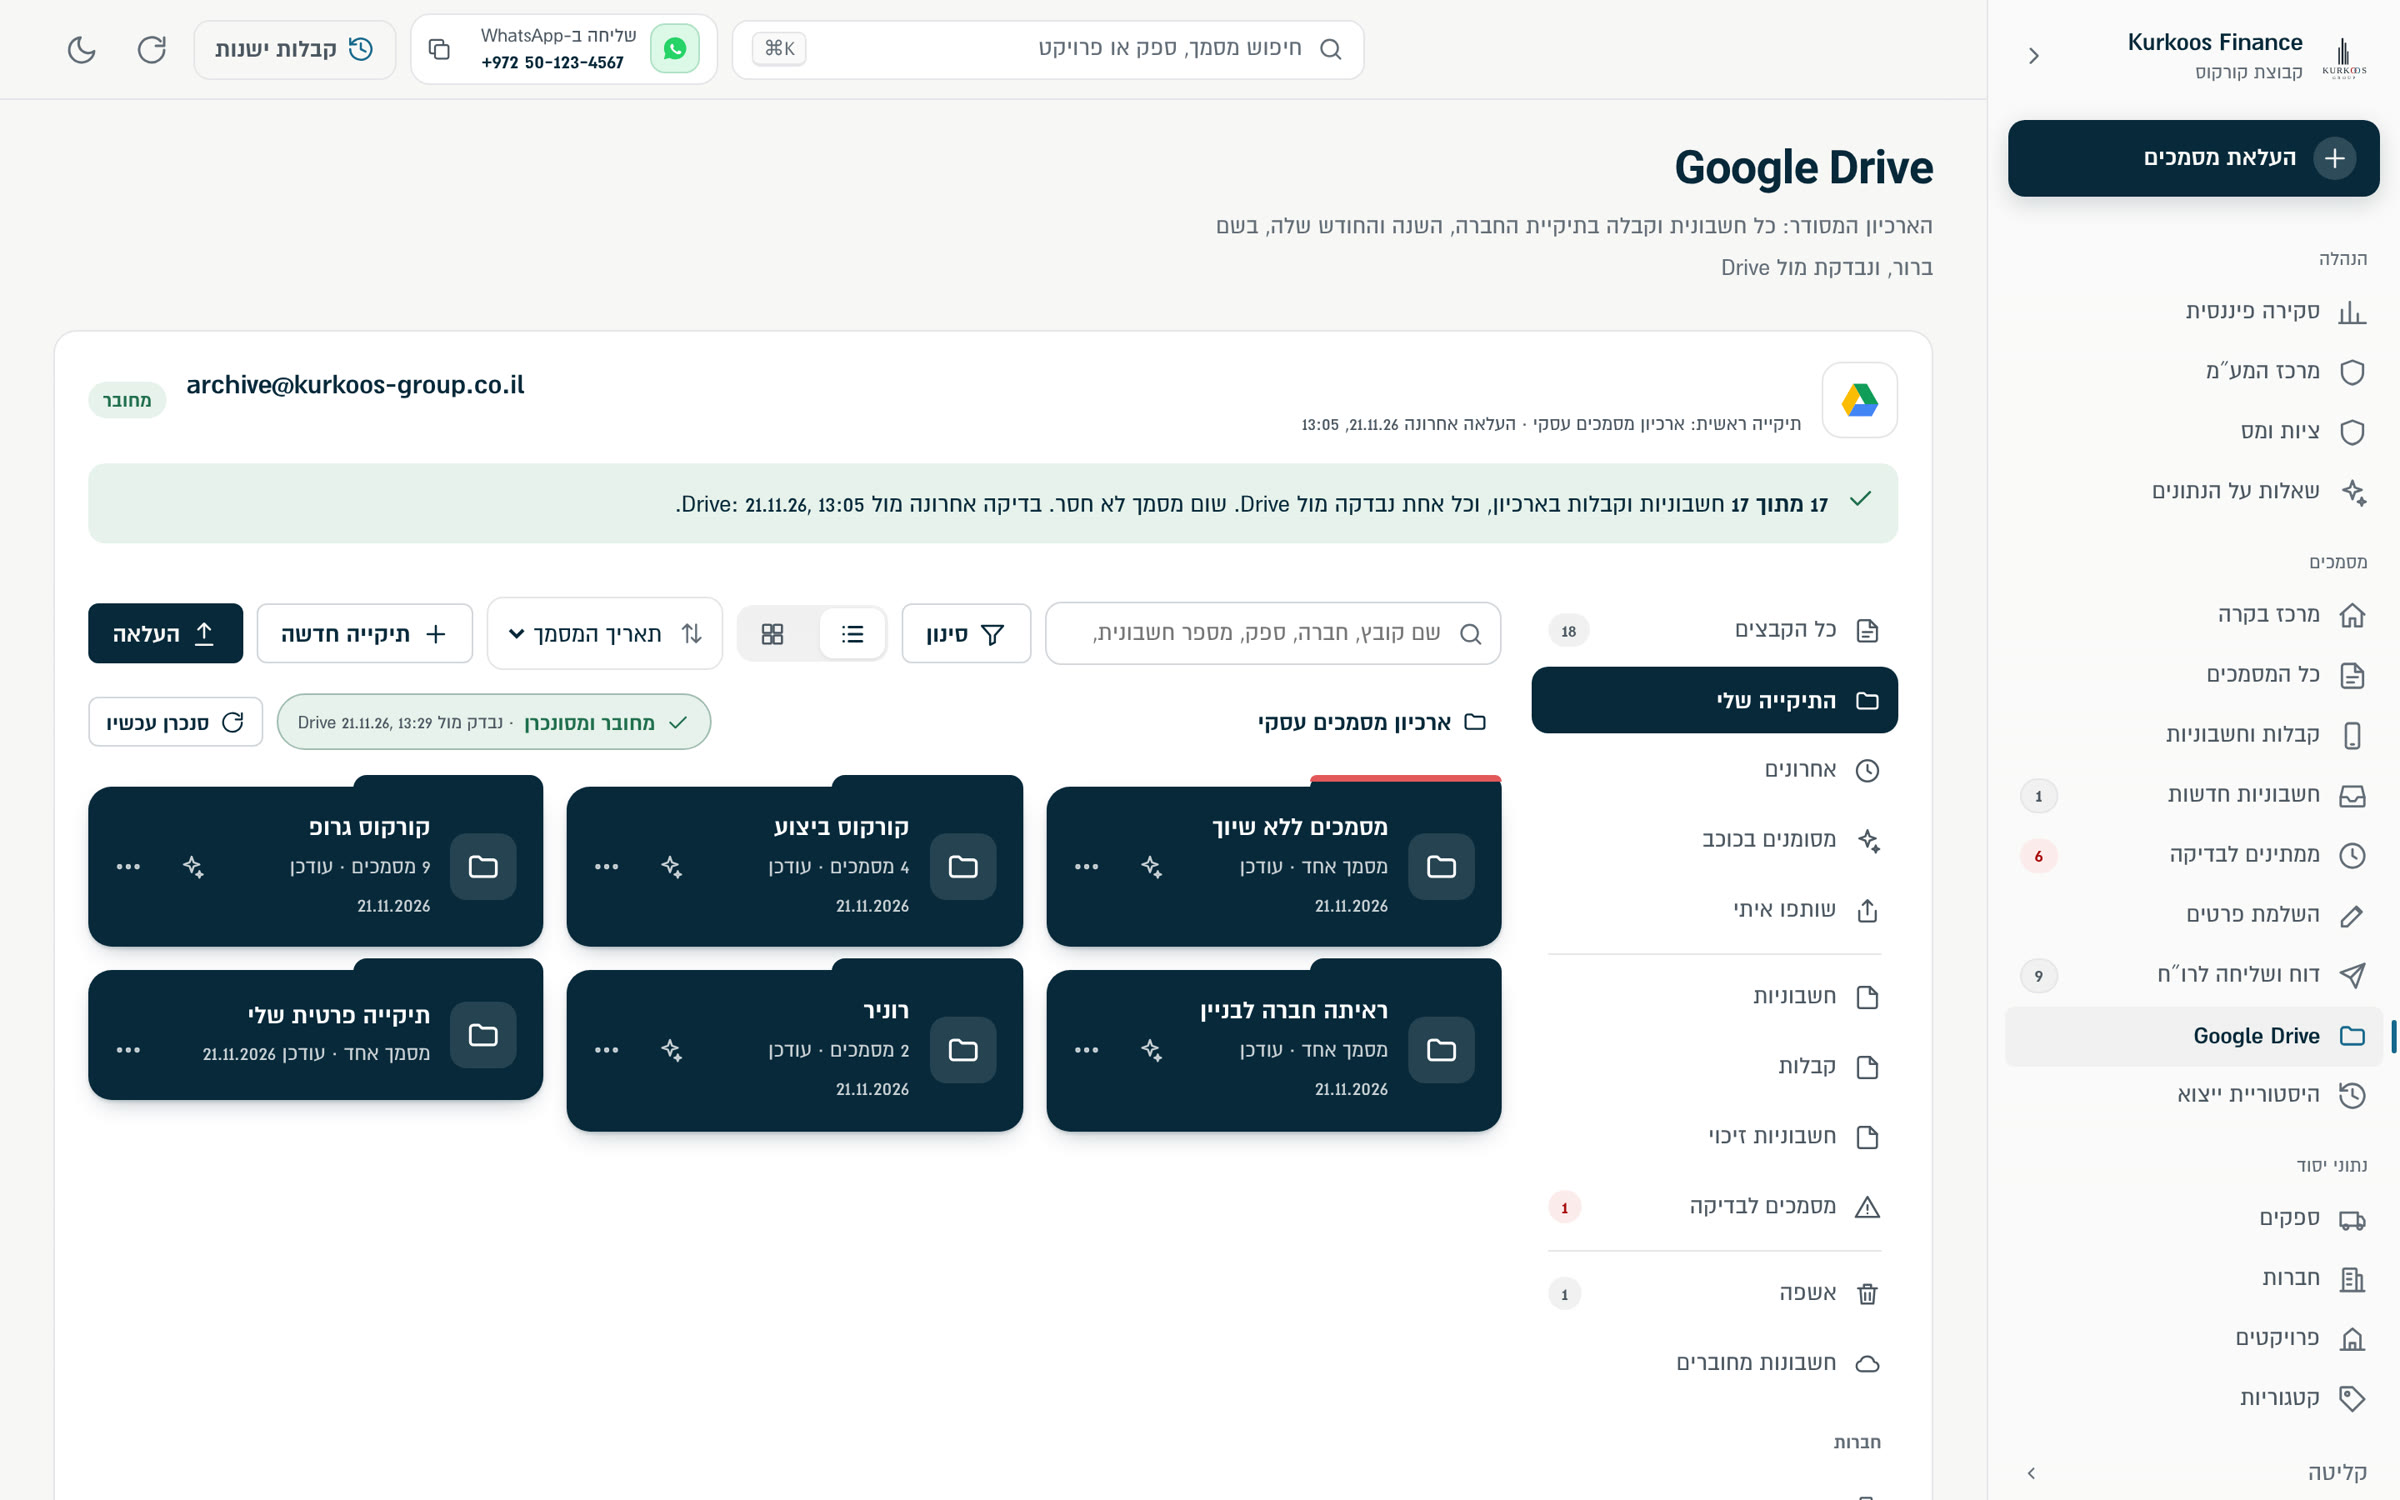 Kurkoos Finance
קבוצת קורקוס
KURKOOS
GROUP
העלאת מסמכים
הנהלה
סקירה פיננסית
מרכז המע״מ
ציות ומס
שאלות על הנתונים
מסמכים
מרכז בקרה
כל המסמכים
קבלות וחשבוניות
חשבוניות חדשות 1
ממתינים לבדיקה 6
השלמת פרטים
דוח ושליחה לרו״ח 9
Google Drive
היסטוריית ייצוא
נתוני יסוד
ספקים
חברות
פרויקטים
קטגוריות
קליטה
חיפוש מסמך, ספק או פרויקט
⌘K
שליחה ב-WhatsApp
+972 50-123-4567
קבלות ישנות
Google Drive
הארכיון המסודר: כל חשבונית וקבלה בתיקיית החברה, השנה והחודש שלה, בשם
ברור, ונבדקת מול Drive
archive@kurkoos-group.co.il
מחובר
תיקייה ראשית: ארכיון מסמכים עסקי · העלאה אחרונה 21.11.26, 13:05
17 מתוך 17 חשבוניות וקבלות בארכיון, וכל אחת נבדקה מול Drive. שום מסמך לא חסר. בדיקה אחרונה מול Drive: 21.11.26, 13:05.
כל הקבצים 18
התיקייה שלי
אחרונים
מסומנים בכוכב
שותפו איתי
חשבוניות
קבלות
חשבוניות זיכוי
מסמכים לבדיקה 1
אשפה 1
חשבונות מחוברים
חברות
שם קובץ, חברה, ספק, מספר חשבונית,
סינון
תאריך המסמך
תיקייה חדשה
העלאה
ארכיון מסמכים עסקי
מחובר ומסונכרן · נבדק מול Drive 21.11.26, 13:29
סנכרן עכשיו
מסמכים ללא שיוך
מסמך אחד · עודכן
21.11.2026
קורקוס ביצוע
4 מסמכים · עודכן
21.11.2026
קורקוס גרופ
9 מסמכים · עודכן
21.11.2026
ראיתה חברה לבניין
מסמך אחד · עודכן
21.11.2026
רוניר
2 מסמכים · עודכן
21.11.2026
תיקייה פרטית שלי
מסמך אחד · עודכן 21.11.2026